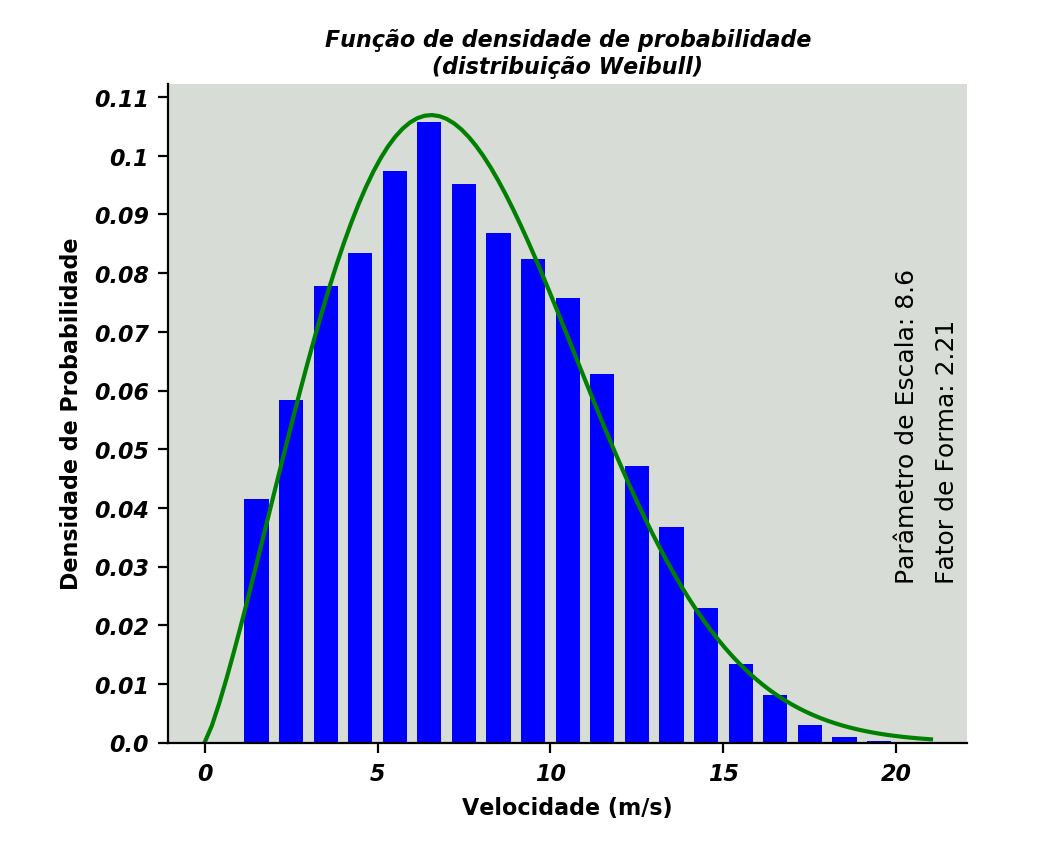 Função de densidade de probabilidade
(distribuição Weibull)
0.11
0.1
0.09
0.08
0.07
0.06
0.05
0.04
0.03
0.02
0.01
0.0
Densidade de Probabilidade
Parâmetro de Escala: 8.6
Fator de Forma: 2.21
0
5
10
15
20
Velocidade (m/s)